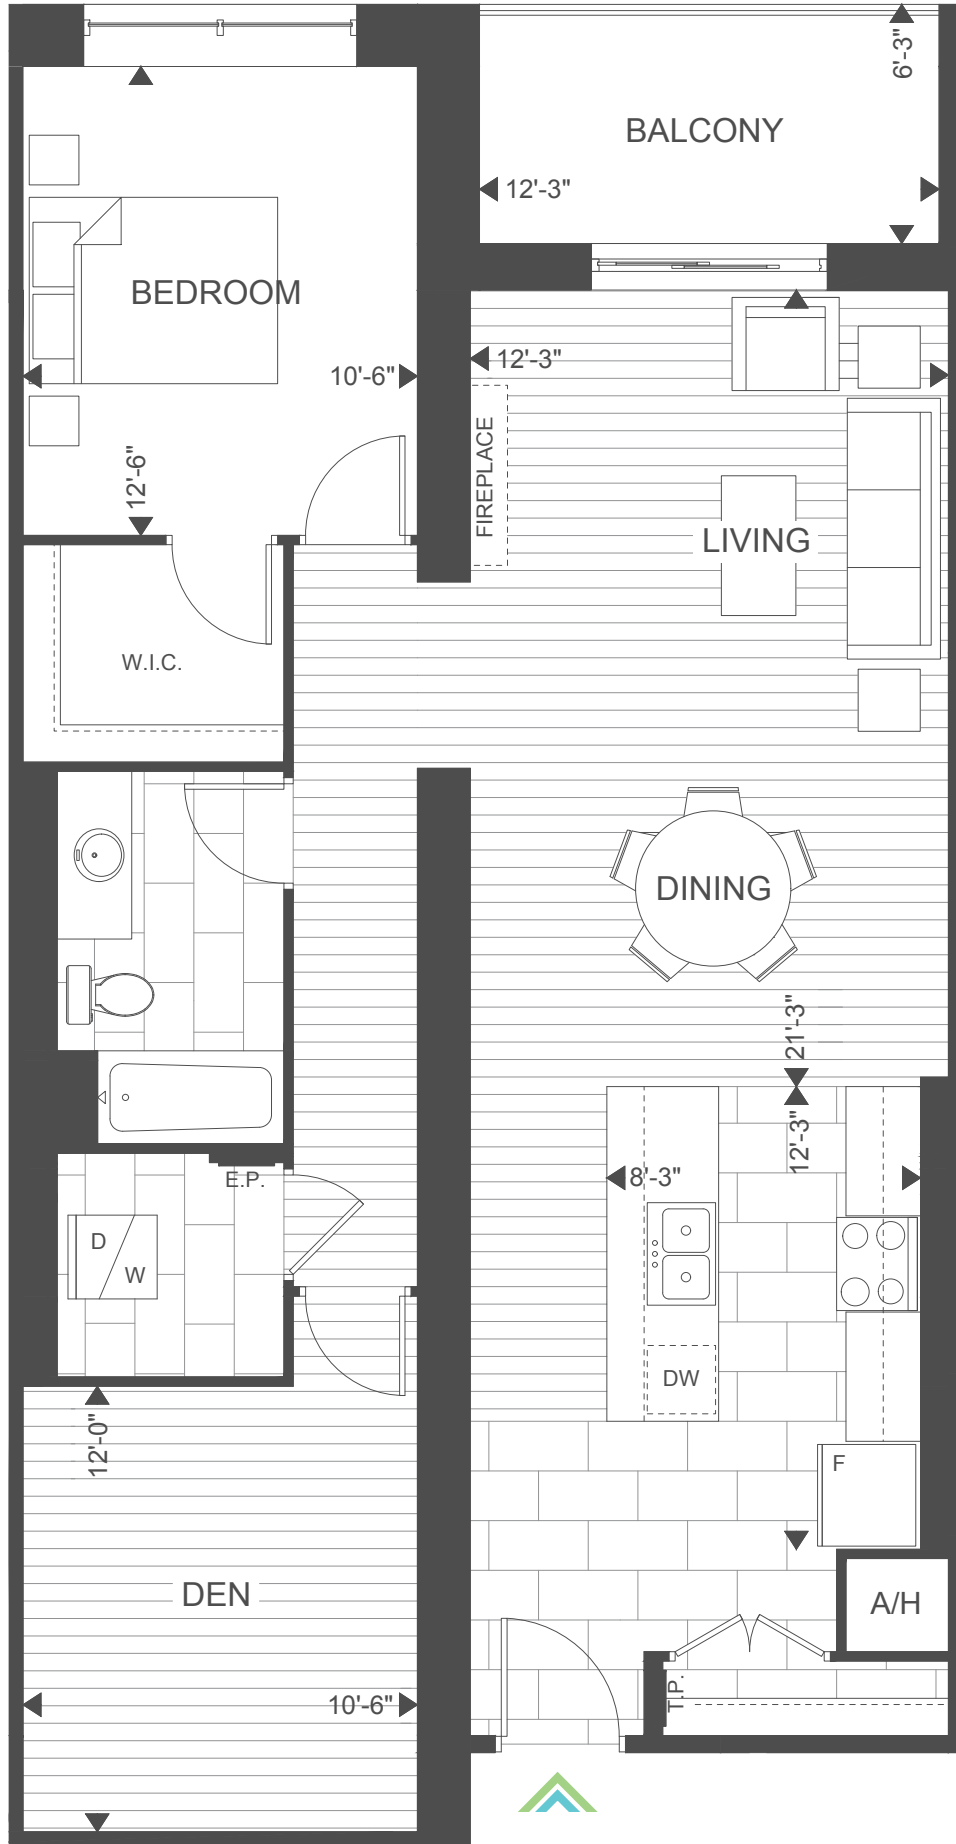 6'-3"
BALCONY
12'-3"
BEDROOM
12'-3"
10'-6"
FIREPLACE
12'-6"
LIVING
W.I.C.
DINING
21'-3"
12'-3"
8'-3"
E.P.
D
W
DW
12'-0"
F
DEN
A/H
T.P.
10'-6"